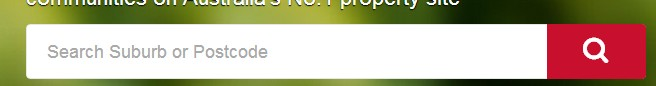 communities on Australia's No.1 property site
Search Suburb or Postcode